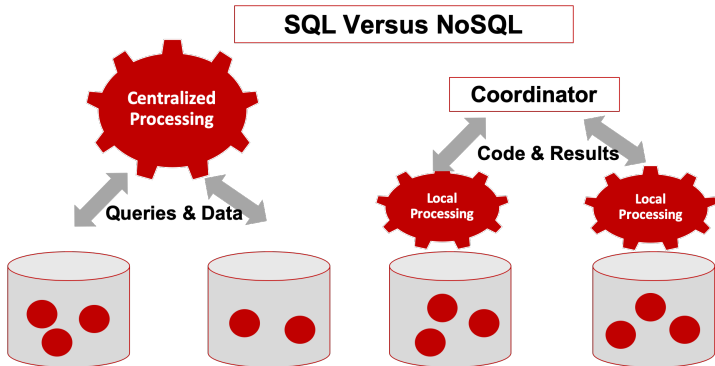 SQL Versus NoSQL
Centralized
Processing
Queries & Data
Coordinator
Code & Results
Local
Processing
Local
Processing